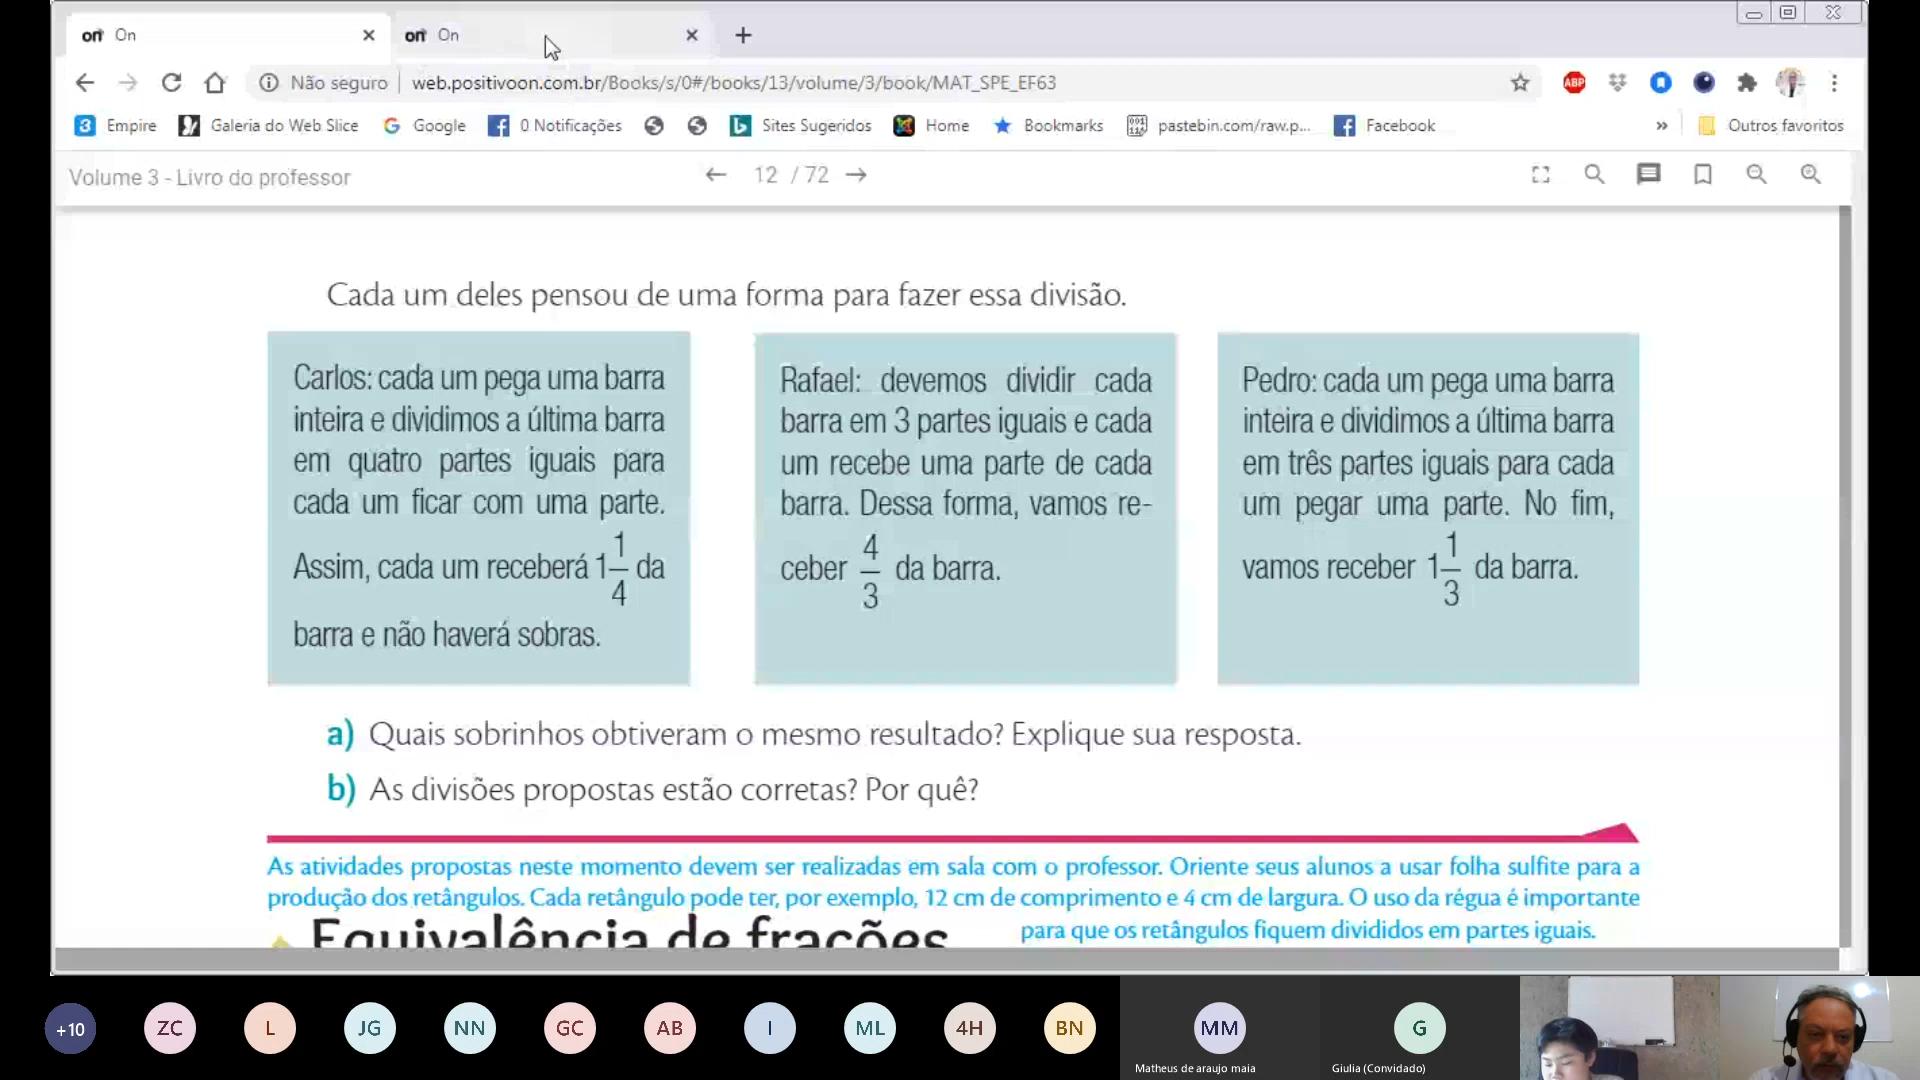 On
On
Não seguro
web.positivoon.com.br/Books/s/0#/books/13/volume/3/book/MAT_SPE_EF63
ABP
Empire
Galeria do Web Slice
Google
0 Notificações
Sites Sugeridos
Home
Bookmarks
pastebin.com/raw.p...
Facebook
»
Outros favoritos
Volume 3 - Livro do professor
12 / 72
Cada um deles pensou de uma forma para fazer essa divisão.
Carlos: cada um pega uma barra
inteira e dividimos a última barra
em quatro partes iguais para
cada um ficar com uma parte.
Assim, cada um receberá 1 1/4 da
barra e não haverá sobras.
Rafael: devemos dividir cada
barra em 3 partes iguais e cada
um recebe uma parte de cada
barra. Dessa forma, vamos re-
ceber 4/3 da barra.
Pedro: cada um pega uma barra
inteira e dividimos a última barra
em três partes iguais para cada
um pegar uma parte. No fim,
vamos receber 1 1/3 da barra.
a) Quais sobrinhos obtiveram o mesmo resultado? Explique sua resposta.
b) As divisões propostas estão corretas? Por quê?
As atividades propostas neste momento devem ser realizadas em sala com o professor. Oriente seus alunos a usar folha sulfite para a
produção dos retângulos. Cada retângulo pode ter, por exemplo, 12 cm de comprimento e 4 cm de largura. O uso da régua é importante
para que os retângulos fiquem divididos em partes iguais.
Equivalência de frações
+10
ZC
L
JG
NN
GC
AB
I
ML
4H
BN
MM
Matheus de araujo maia
G
Giulia (Convidado)